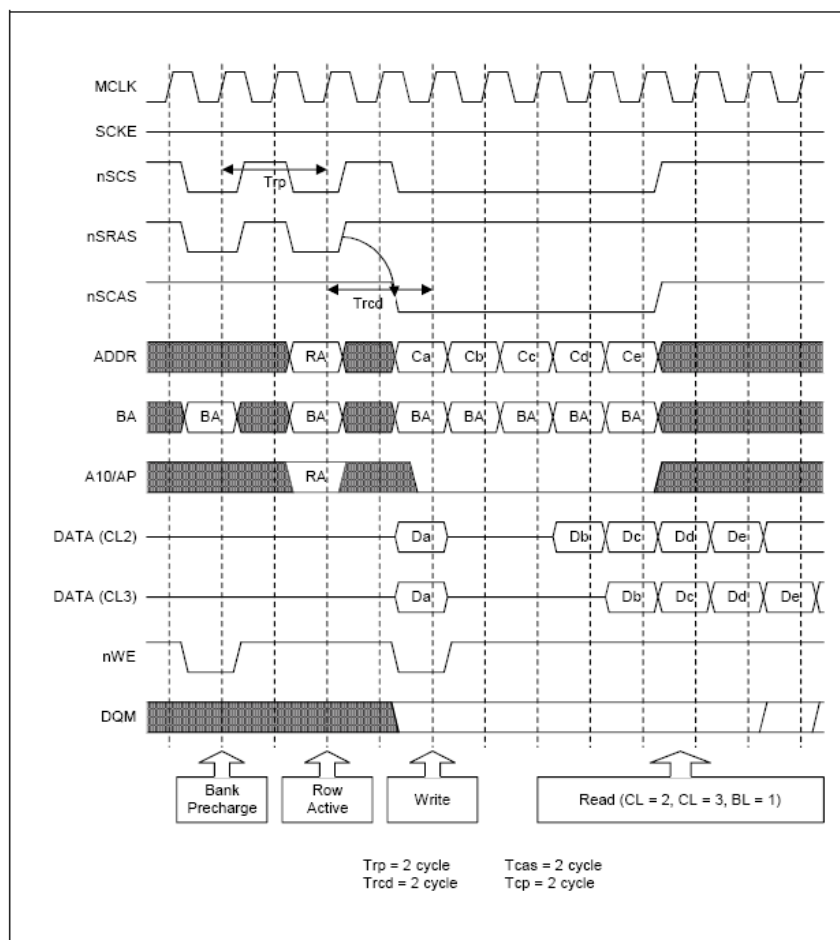 MCLK
SCKE
nSCS
Trp
nSRAS
nSCAS
Trcd
ADDR RA Ca Cb Cc Cd Ce
BA BA BA BA BA BA BA BA
A10/AP RA
DATA (CL2) Da Db Dc Dd De
DATA (CL3) Da Db Dc Dd De
nWE
DQM
Bank
Precharge
Row
Active
Write
Read (CL = 2, CL = 3, BL = 1)
Trp = 2 cycle Tcas = 2 cycle
Trcd = 2 cycle Tcp = 2 cycle